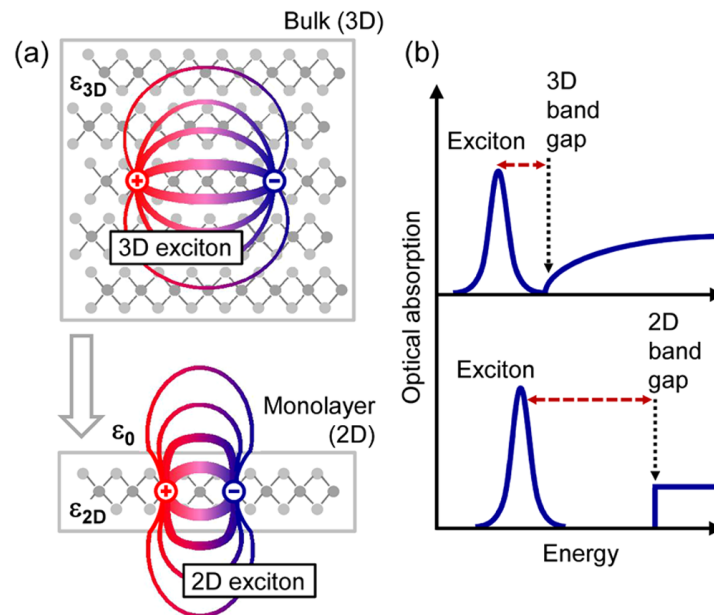 (a)
Bulk (3D)
ε3D
+
−
3D exciton
Monolayer
(2D)
ε0
ε2D
+
−
2D exciton
(b)
Optical absorption
Exciton
3D
band
gap
Exciton
2D
band
gap
Energy